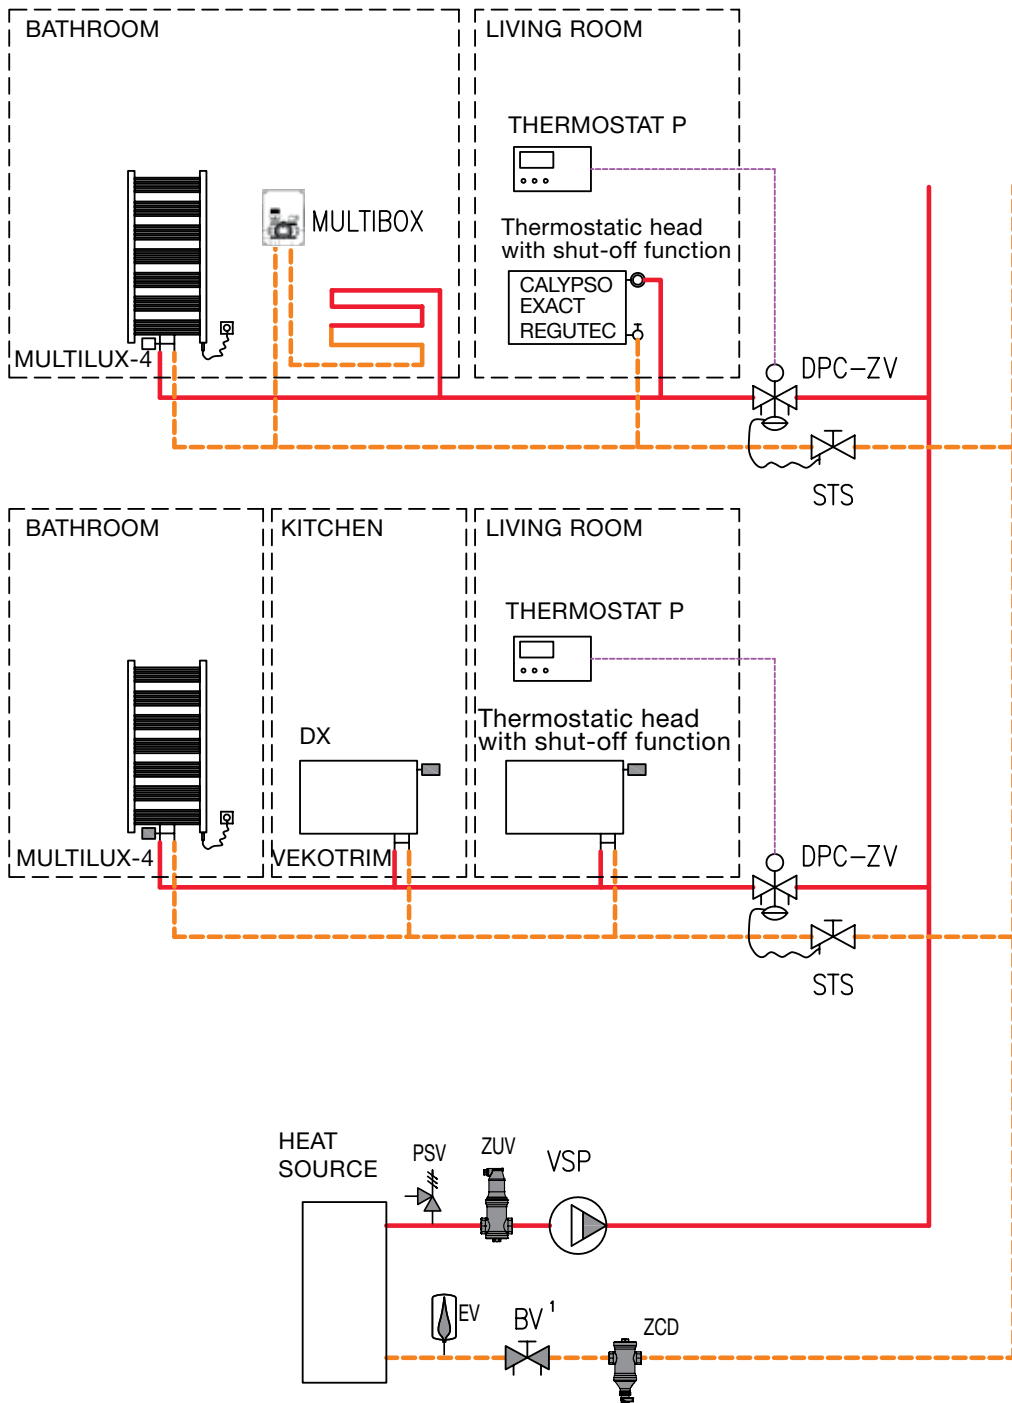 BATHROOM
LIVING ROOM
THERMOSTAT P
MULTIBOX
Thermostatic head
with shut-off function
CALYPSO
EXACT
REGUTEC
MULTILUX-4
DPC-ZV
STS
BATHROOM
KITCHEN
LIVING ROOM
THERMOSTAT P
DX
Thermostatic head
with shut-off function
MULTILUX-4
VEKOTRIM
DPC-ZV
STS
HEAT
SOURCE
PSV
ZUV
VSP
EV
BV 1
ZCD